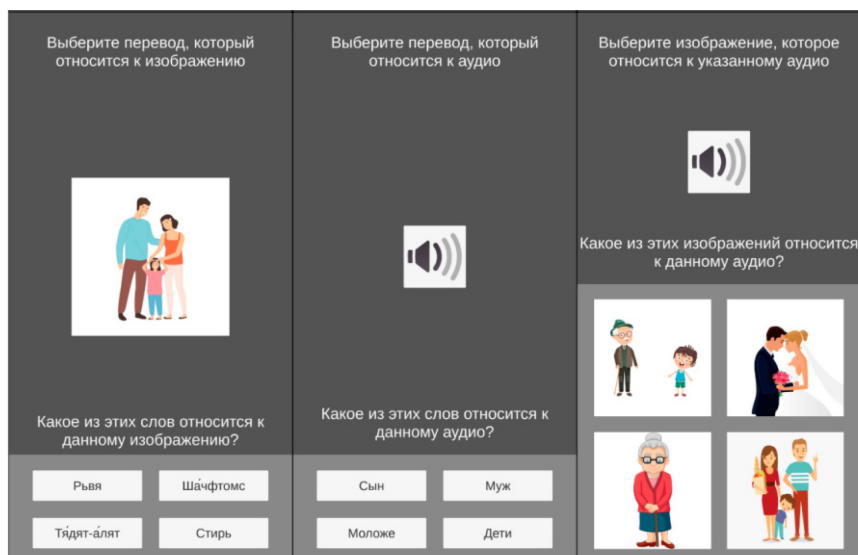 Выберите перевод, который
относится к изображению
Какое из этих слов относится к
данному изображению?
Рьвя
Ша́чфтомс
Тя́дят-а́лят
Стирь
Выберите перевод, который
относится к аудио
Какое из этих слов относится к
данному аудио?
Сын
Муж
Моложе
Дети
Выберите изображение, которое
относится к указанному аудио
Какое из этих изображений относится
к данному аудио?